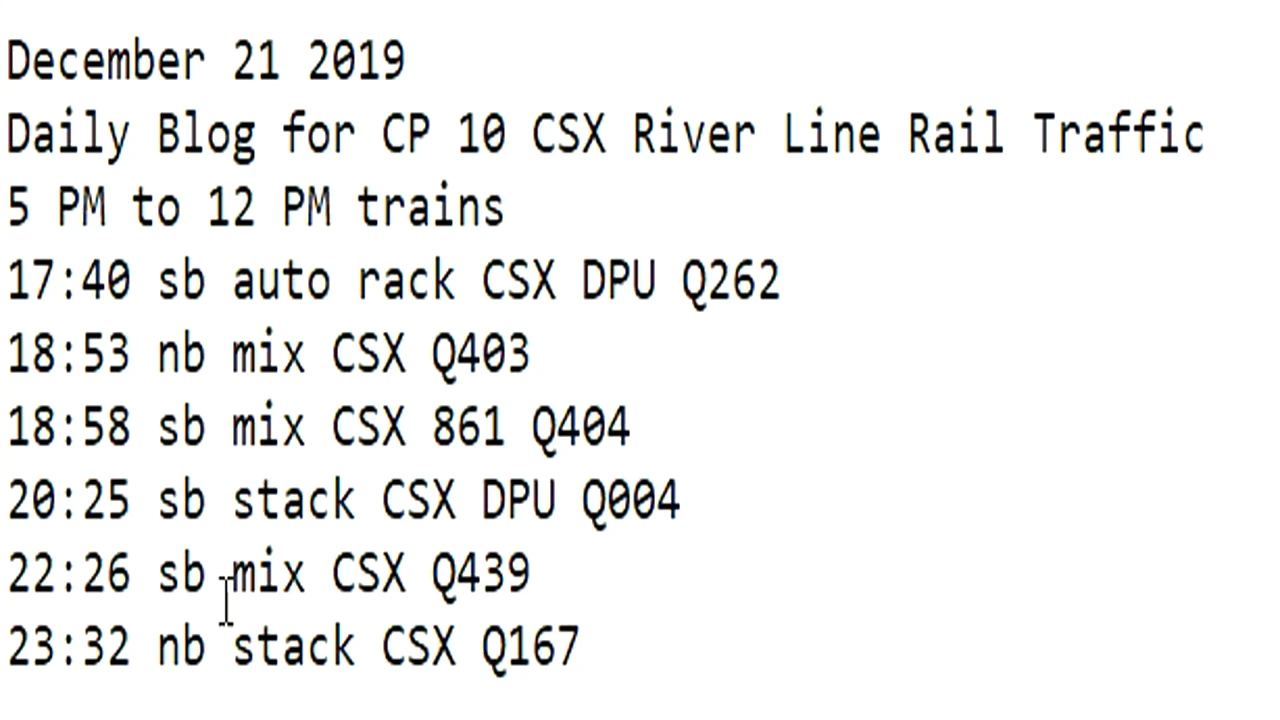 December 21 2019
Daily Blog for CP 10 CSX River Line Rail Traffic
5 PM to 12 PM trains
17:40 sb auto rack CSX DPU Q262
18:53 nb mix CSX Q403
18:58 sb mix CSX 861 Q404
20:25 sb stack CSX DPU Q004
22:26 sb mix CSX Q439
23:32 nb stack CSX Q167